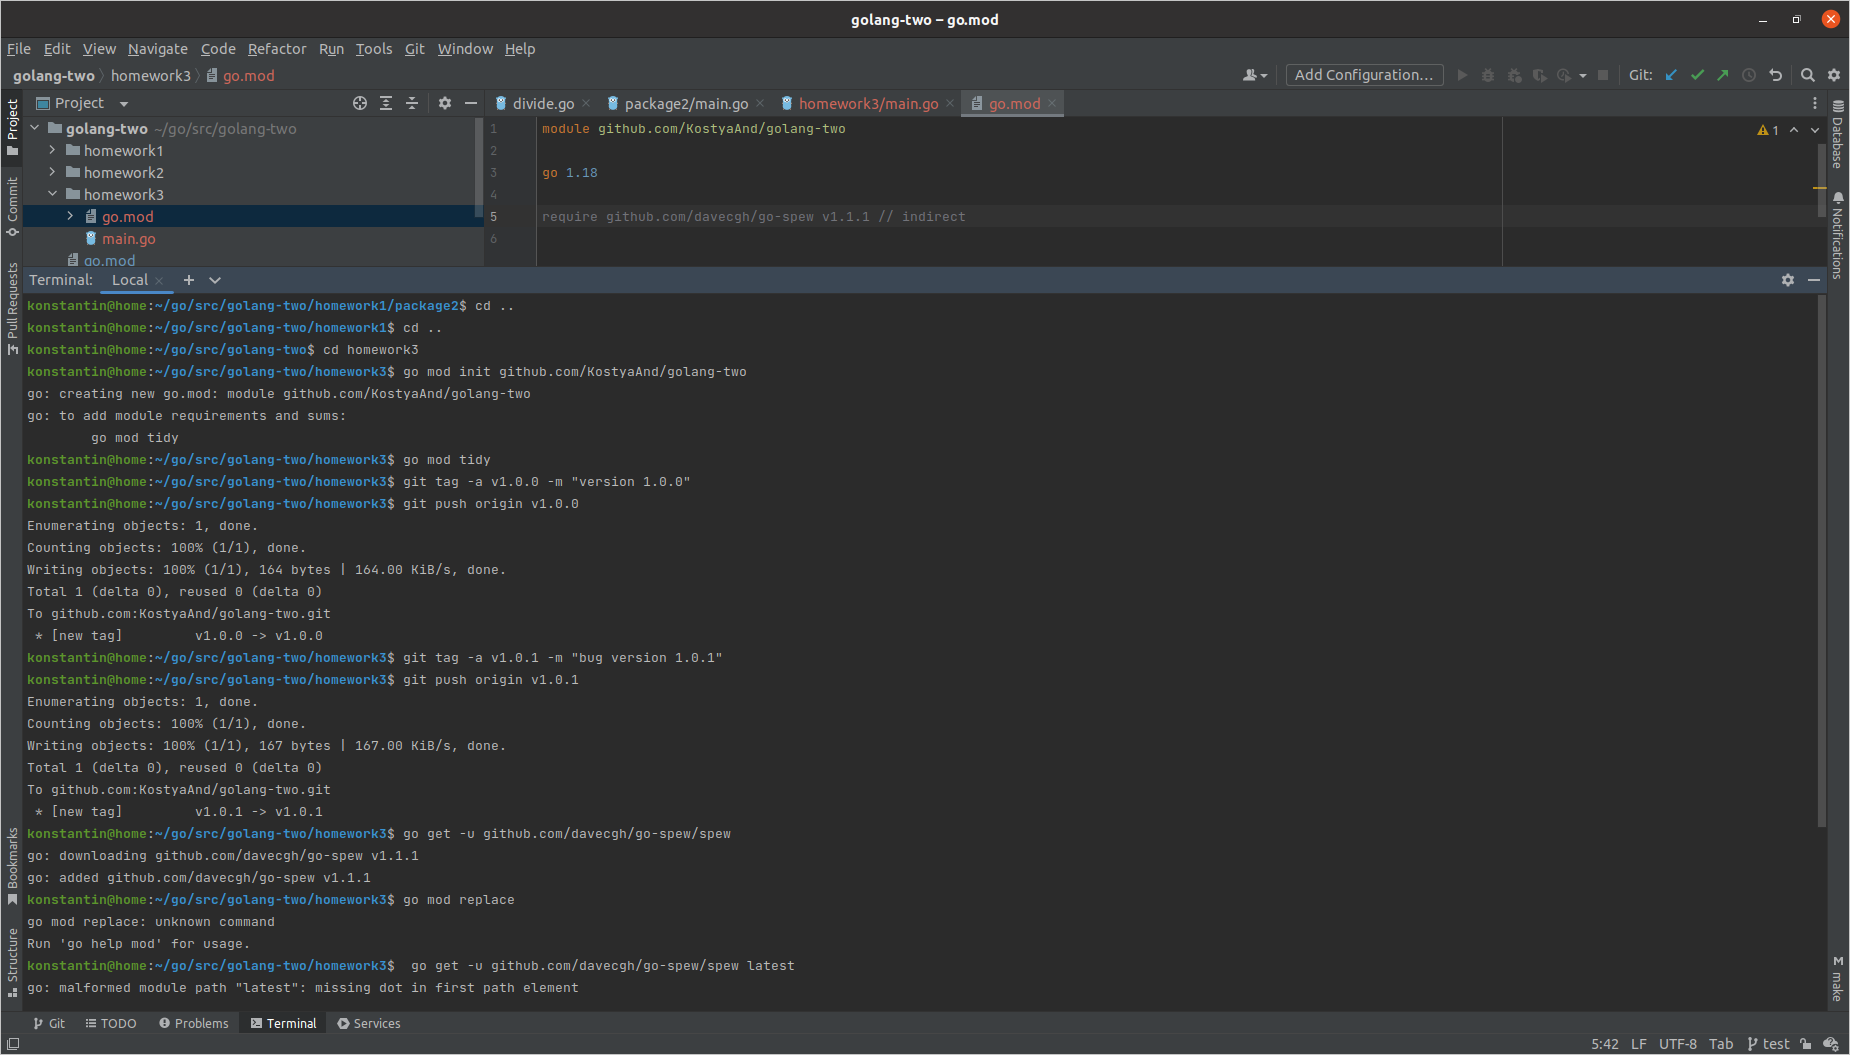 golang-two – go.mod
File Edit View Navigate Code Refactor Run Tools Git Window Help
golang-two homework3 go.mod
Add Configuration... Git:
Project
divide.go package2/main.go homework3/main.go go.mod
golang-two ~/go/src/golang-two
homework1
homework2
homework3
go.mod
main.go
go.mod
1 module github.com/KostyaAnd/golang-two
2
3 go 1.18
4
5 require github.com/davecgh/go-spew v1.1.1 // indirect
6
1
Project
Commit
Pull Requests
Bookmarks
Structure
Database
Notifications
make
Terminal: Local
konstantin@home:~/go/src/golang-two/homework1/package2$ cd ..
konstantin@home:~/go/src/golang-two/homework1$ cd ..
konstantin@home:~/go/src/golang-two$ cd homework3
konstantin@home:~/go/src/golang-two/homework3$ go mod init github.com/KostyaAnd/golang-two
go: creating new go.mod: module github.com/KostyaAnd/golang-two
go: to add module requirements and sums:
go mod tidy
konstantin@home:~/go/src/golang-two/homework3$ go mod tidy
konstantin@home:~/go/src/golang-two/homework3$ git tag -a v1.0.0 -m "version 1.0.0"
konstantin@home:~/go/src/golang-two/homework3$ git push origin v1.0.0
Enumerating objects: 1, done.
Counting objects: 100% (1/1), done.
Writing objects: 100% (1/1), 164 bytes | 164.00 KiB/s, done.
Total 1 (delta 0), reused 0 (delta 0)
To github.com:KostyaAnd/golang-two.git
* [new tag] v1.0.0 -> v1.0.0
konstantin@home:~/go/src/golang-two/homework3$ git tag -a v1.0.1 -m "bug version 1.0.1"
konstantin@home:~/go/src/golang-two/homework3$ git push origin v1.0.1
Enumerating objects: 1, done.
Counting objects: 100% (1/1), done.
Writing objects: 100% (1/1), 167 bytes | 167.00 KiB/s, done.
Total 1 (delta 0), reused 0 (delta 0)
To github.com:KostyaAnd/golang-two.git
* [new tag] v1.0.1 -> v1.0.1
konstantin@home:~/go/src/golang-two/homework3$ go get -u github.com/davecgh/go-spew/spew
go: downloading github.com/davecgh/go-spew v1.1.1
go: added github.com/davecgh/go-spew v1.1.1
konstantin@home:~/go/src/golang-two/homework3$ go mod replace
go mod replace: unknown command
Run 'go help mod' for usage.
konstantin@home:~/go/src/golang-two/homework3$  go get -u github.com/davecgh/go-spew/spew latest
go: malformed module path "latest": missing dot in first path element
Git TODO Problems Terminal Services
5:42 LF UTF-8 Tab test